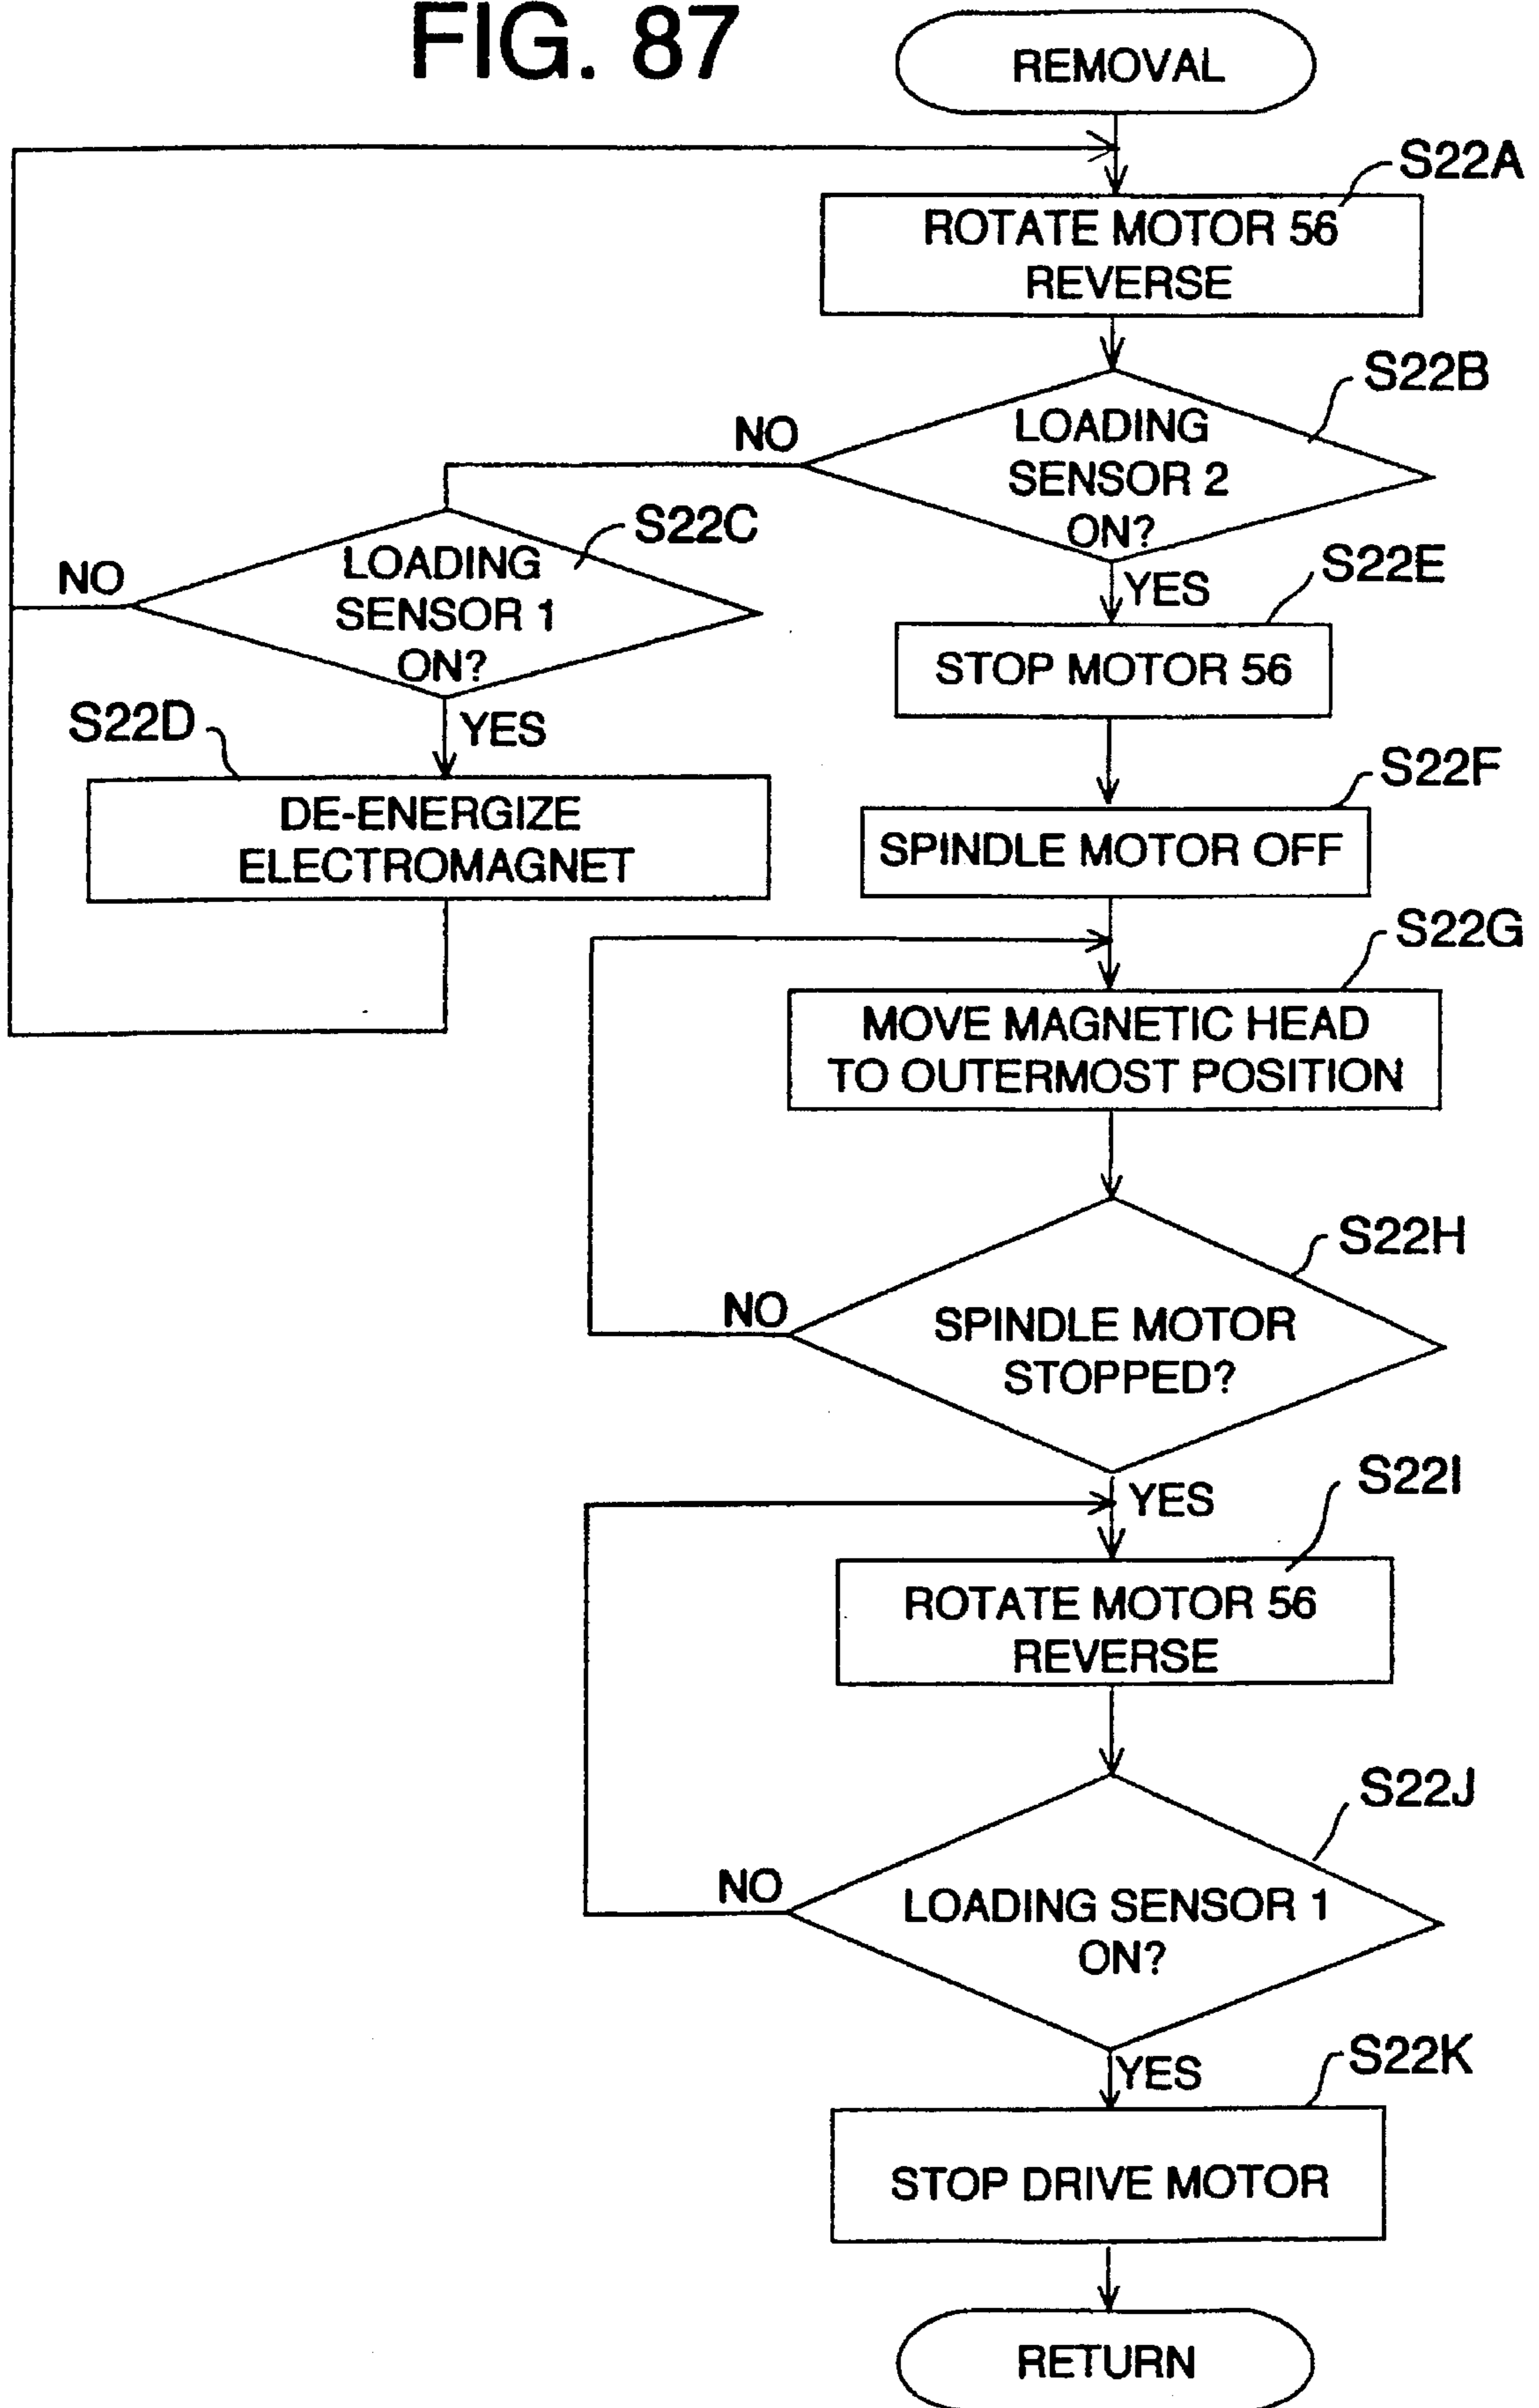 FIG. 87
REMOVAL
S22A
ROTATE MOTOR 56
REVERSE
S22B
LOADING
SENSOR 2
ON?
NO
YES
S22C
LOADING
SENSOR 1
ON?
NO
YES
S22D
DE-ENERGIZE
ELECTROMAGNET
S22E
STOP MOTOR 56
S22F
SPINDLE MOTOR OFF
S22G
MOVE MAGNETIC HEAD
TO OUTERMOST POSITION
S22H
SPINDLE MOTOR
STOPPED?
NO
YES
S22I
ROTATE MOTOR 56
REVERSE
S22J
LOADING SENSOR 1
ON?
NO
YES
S22K
STOP DRIVE MOTOR
RETURN